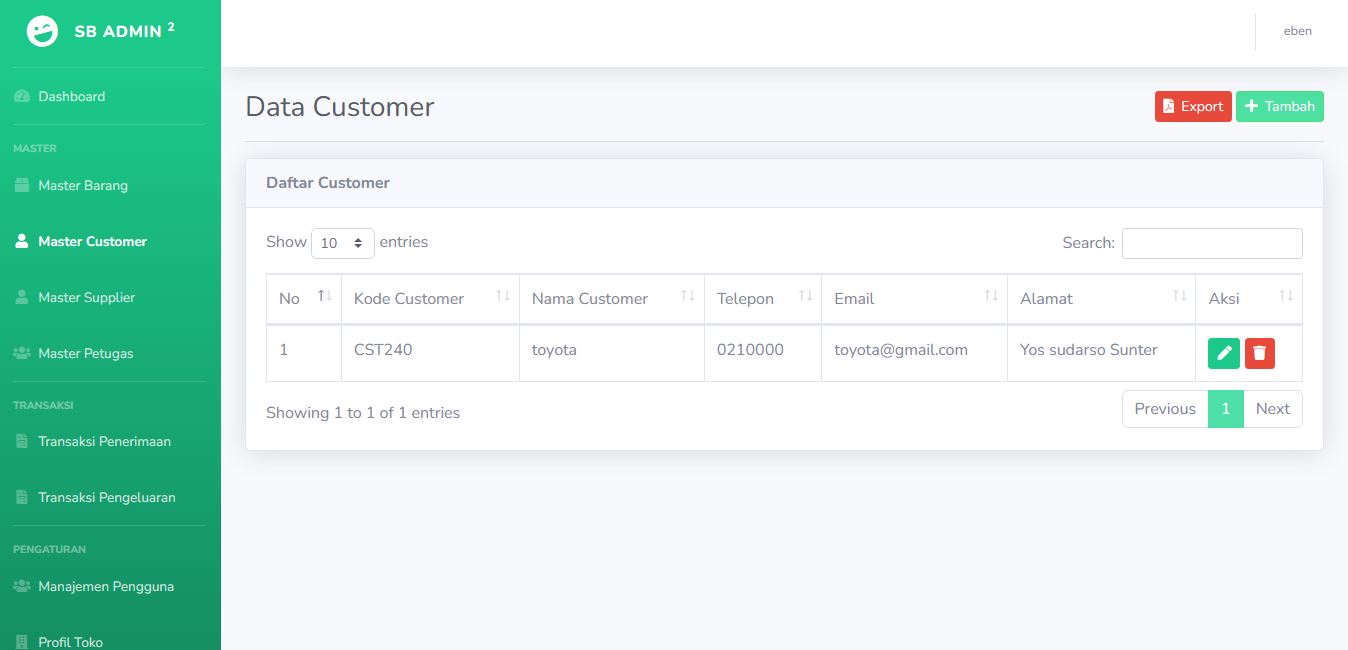 SB ADMIN 2
eben
Dashboard
MASTER
Master Barang
Master Customer
Master Supplier
Master Petugas
TRANSAKSI
Transaksi Penerimaan
Transaksi Pengeluaran
PENGATURAN
Manajemen Pengguna
Profil Toko
Data Customer
Export
Tambah
Daftar Customer
Show 10 entries
Search:
No Kode Customer Nama Customer Telepon Email Alamat Aksi
1 CST240 toyota 0210000 toyota@gmail.com Yos sudarso Sunter
Showing 1 to 1 of 1 entries
Previous 1 Next